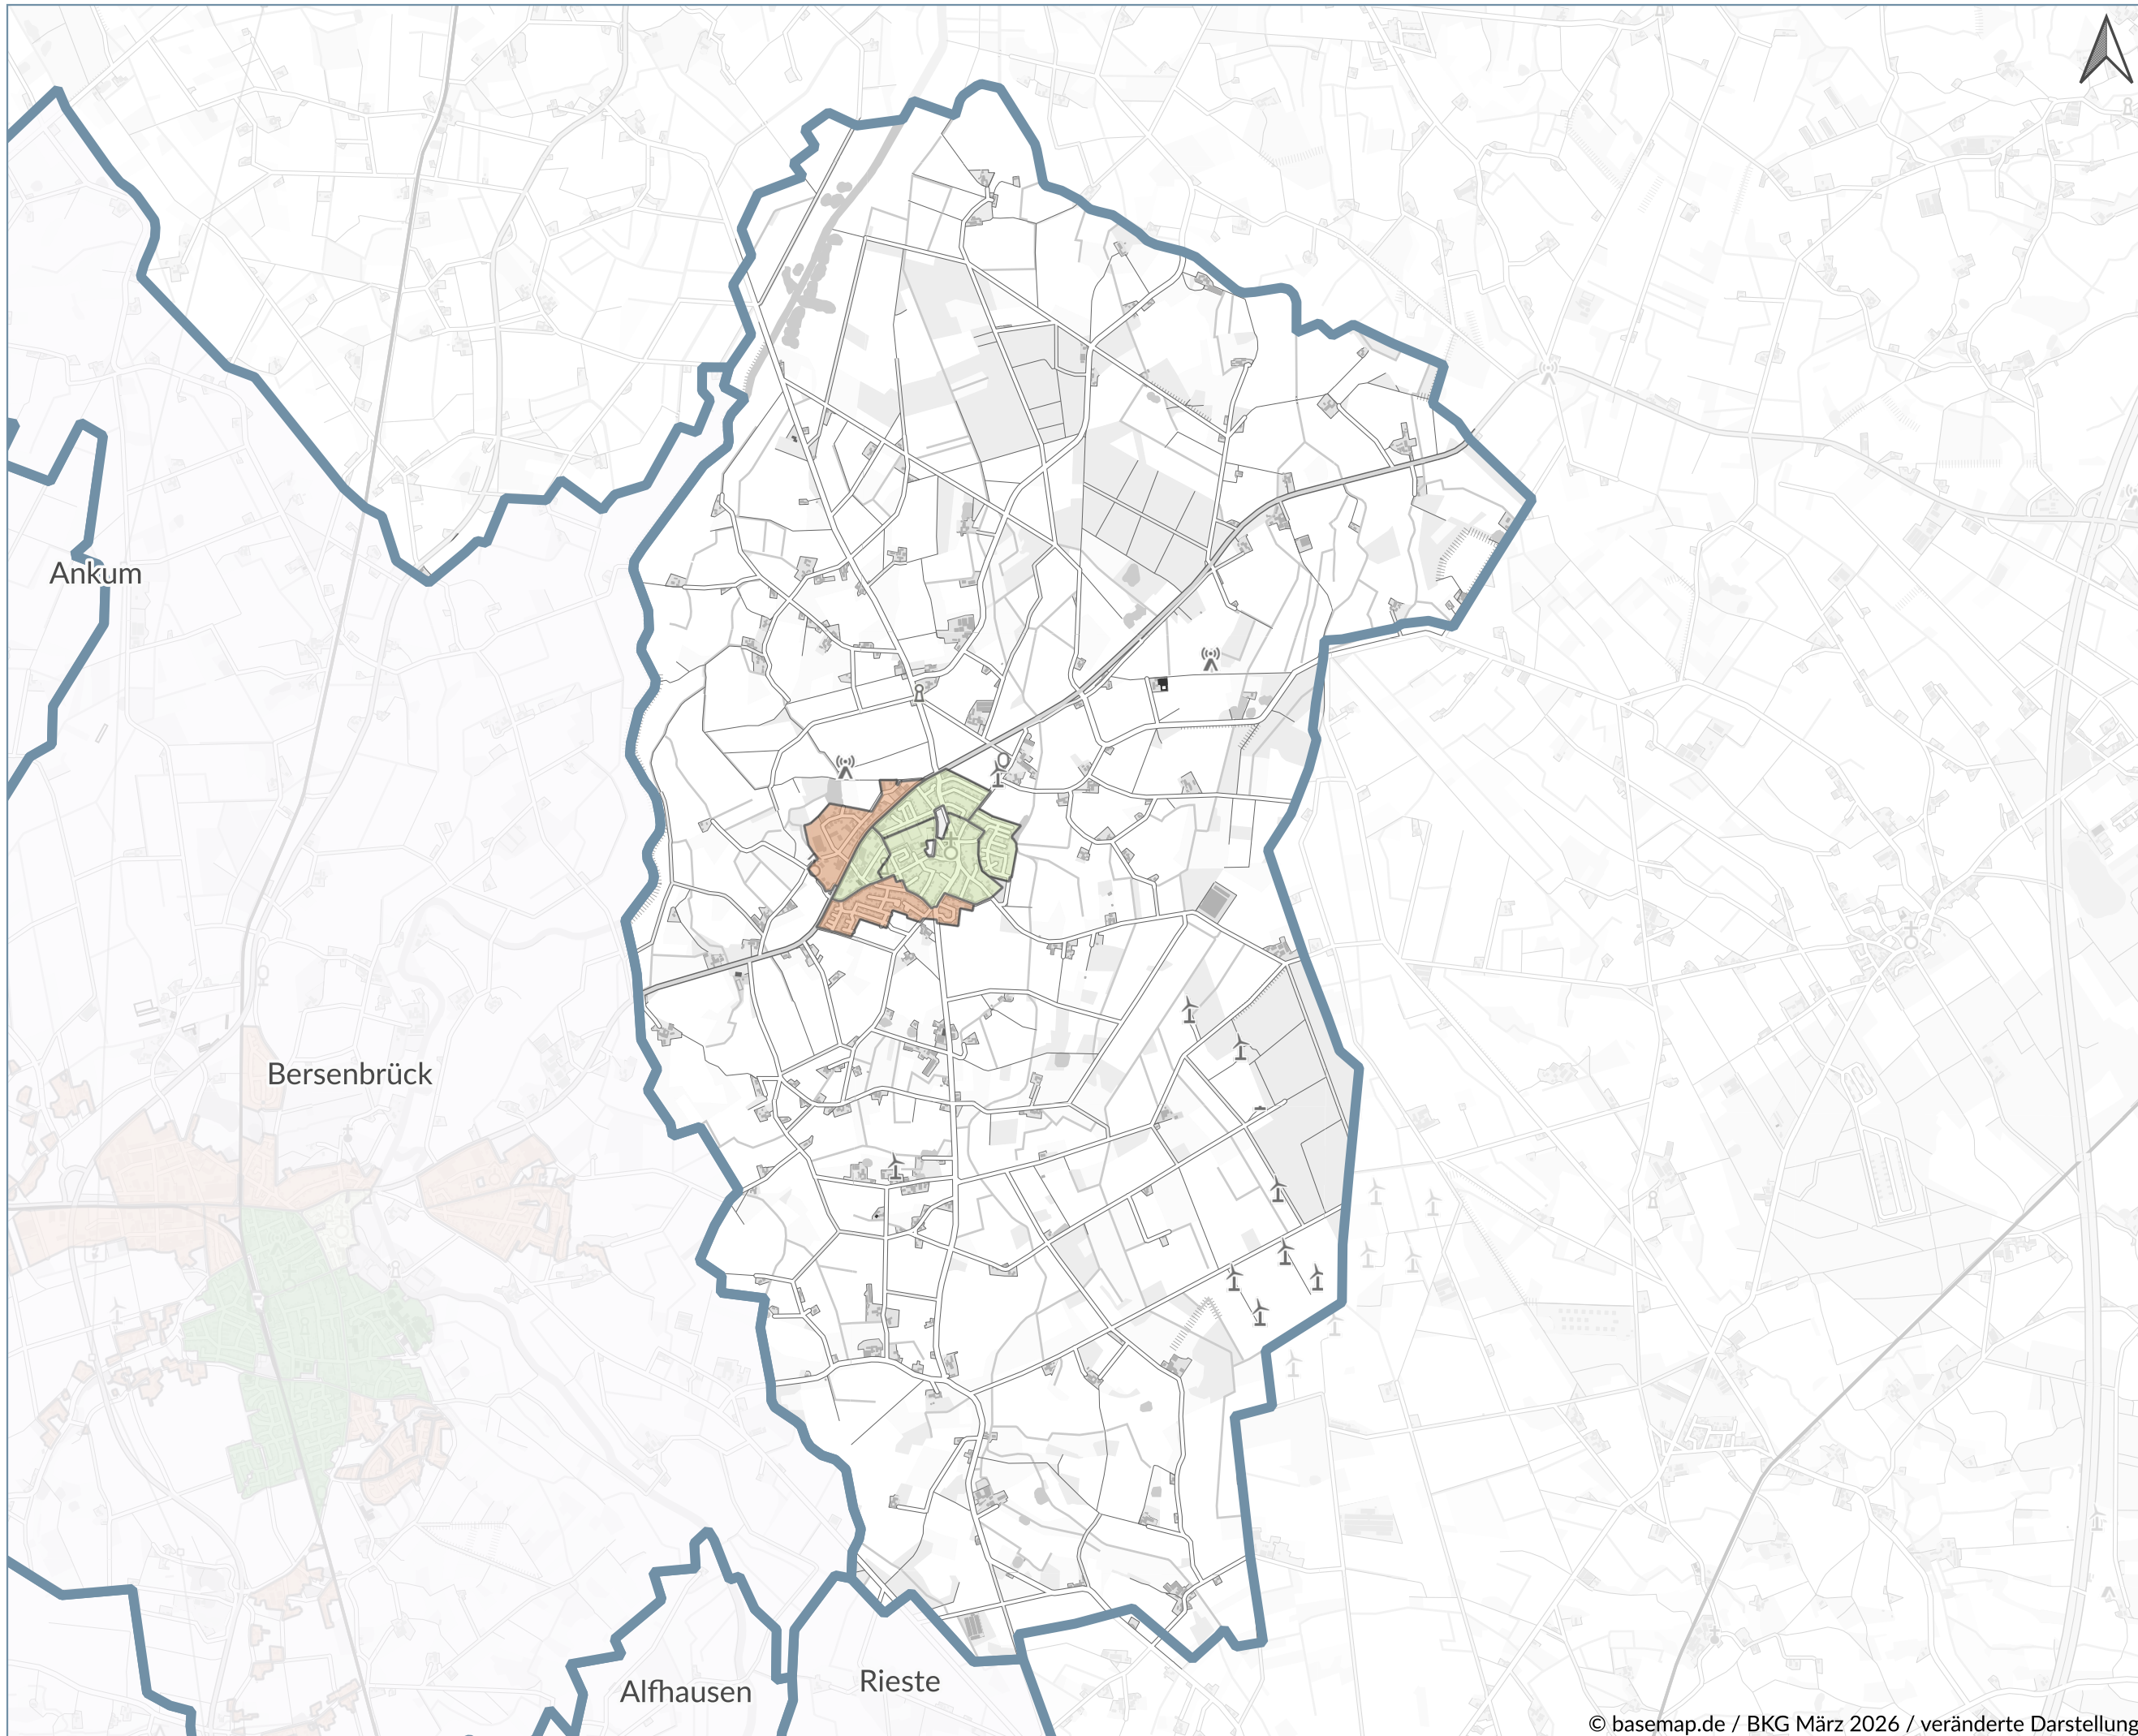 Ankum
Bersenbrück
Rieste
Alfhausen
© basemap.de / BKG März 2026 / veränderte Darstellung